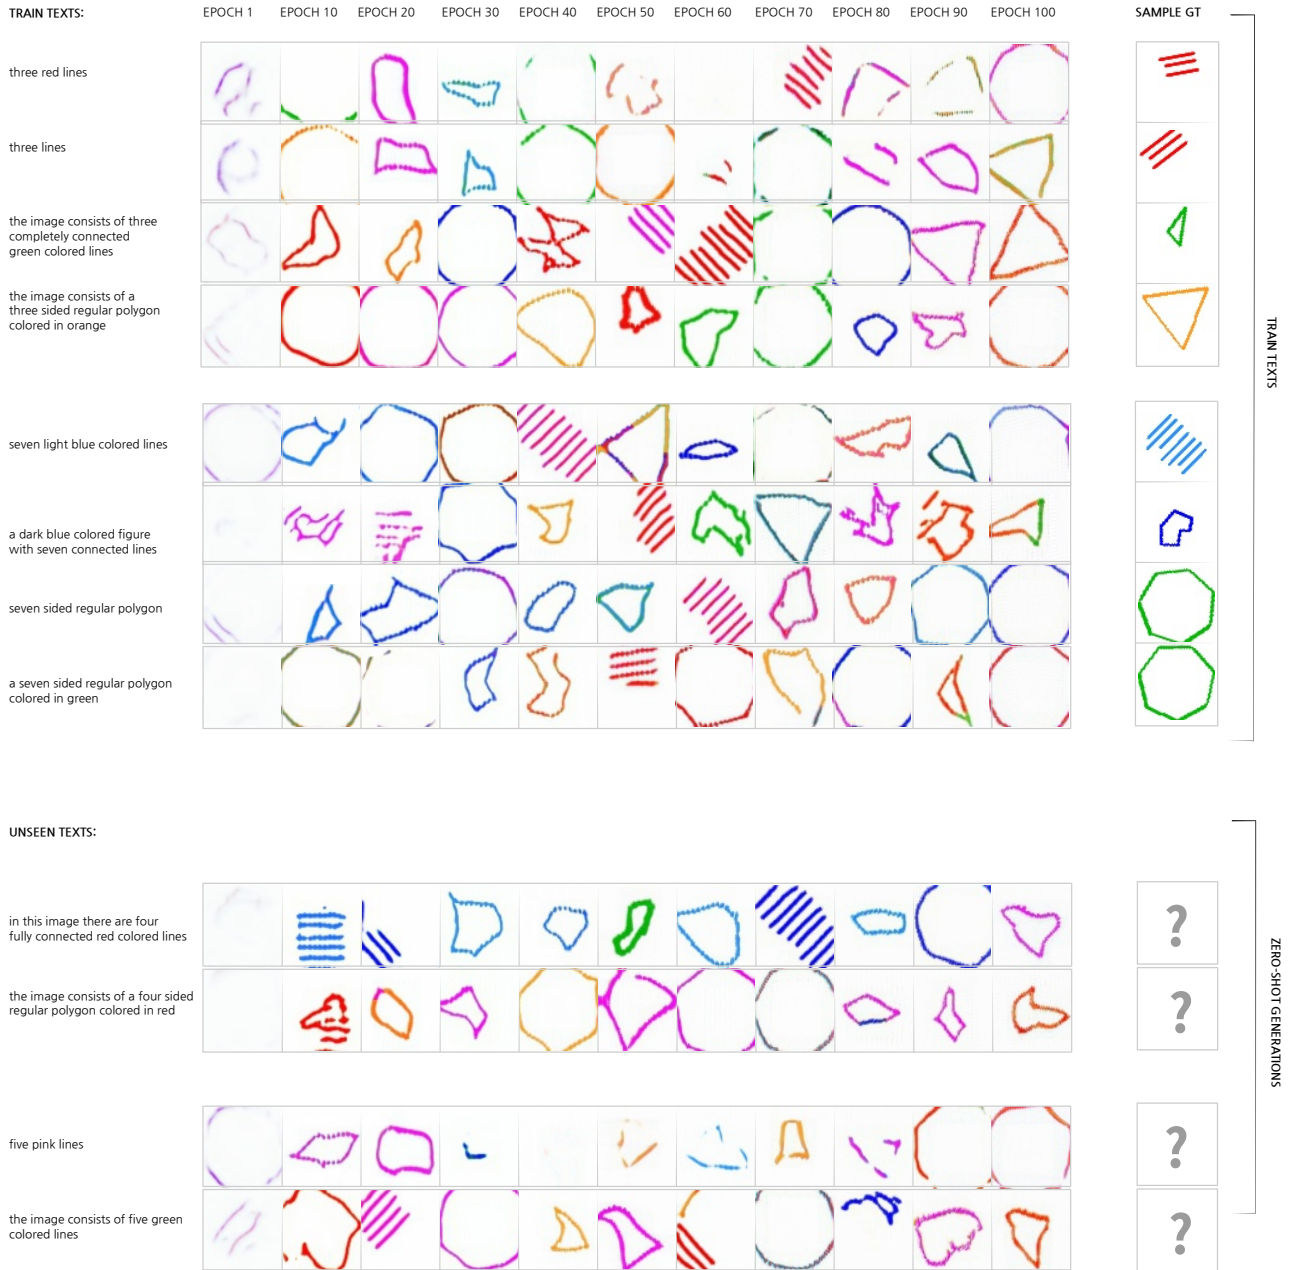 TRAIN TEXTS:
EPOCH 1 EPOCH 10 EPOCH 20 EPOCH 30 EPOCH 40 EPOCH 50 EPOCH 60 EPOCH 70 EPOCH 80 EPOCH 90 EPOCH 100 SAMPLE GT
three red lines
three lines
the image consists of three
completely connected
green colored lines
the image consists of a
three sided regular polygon
colored in orange
TRAIN TEXTS
seven light blue colored lines
a dark blue colored figure
with seven connected lines
seven sided regular polygon
a seven sided regular polygon
colored in green
UNSEEN TEXTS:
in this image there are four
fully connected red colored lines
?
the image consists of a four sided
regular polygon colored in red
?
ZERO-SHOT GENERATIONS
five pink lines
?
the image consists of five green
colored lines
?